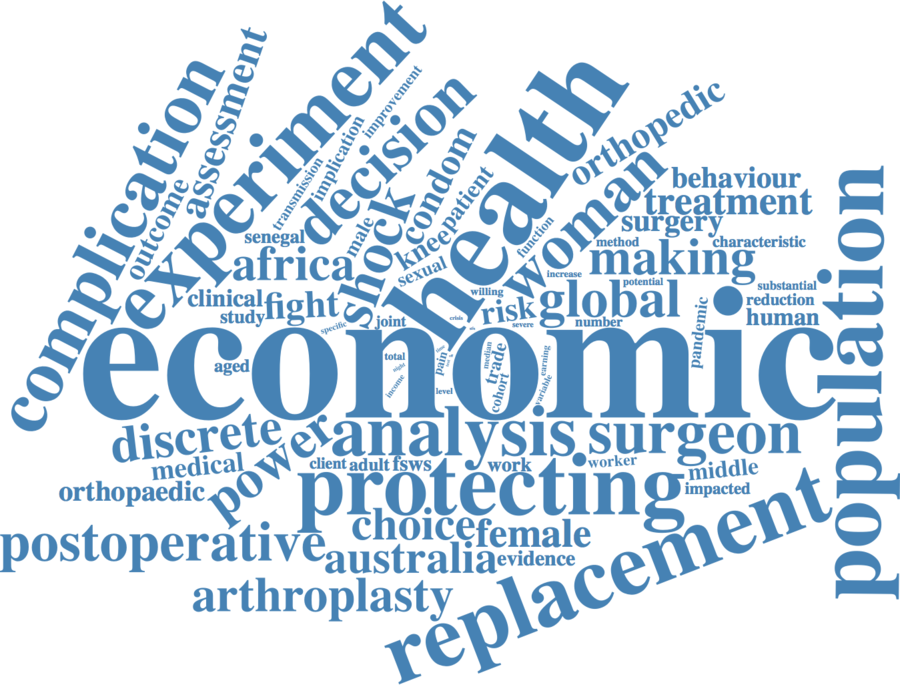 complication
outcome
assessment
experiment
transmission
implication
improvement
decision
senegal
africa
male
shock
condom
knee
patient
sexual
health
function
orthopedic
woman
behaviour
treatment
surgery
method
characteristic
making
increase
potential
substantial
reduction
human
population
clinical
study
fight
specific
joint
willing
crisis
risk
severe
global
number
pandemic
economic
aged
total
income
level
pain
median
trade
cohort
earning
variable
discrete
power
analysis
surgeon
medical
orthopaedic
client
adult
fsws
work
worker
middle
impacted
protecting
postoperative
choice
female
australia
evidence
arthroplasty
replacement